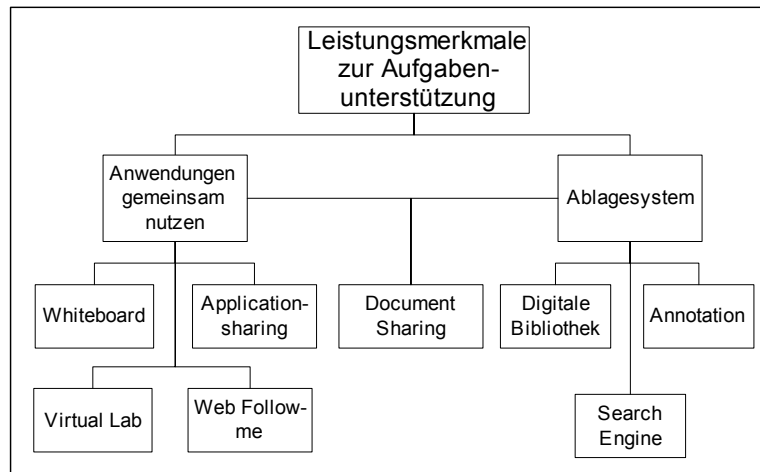 Leistungsmerkmale
zur Aufgaben-
unterstützung
Anwendungen
gemeinsam
nutzen
Ablagesystem
Whiteboard
Application-
sharing
Document
Sharing
Digitale
Bibliothek
Annotation
Virtual Lab
Web Follow-
me
Search
Engine